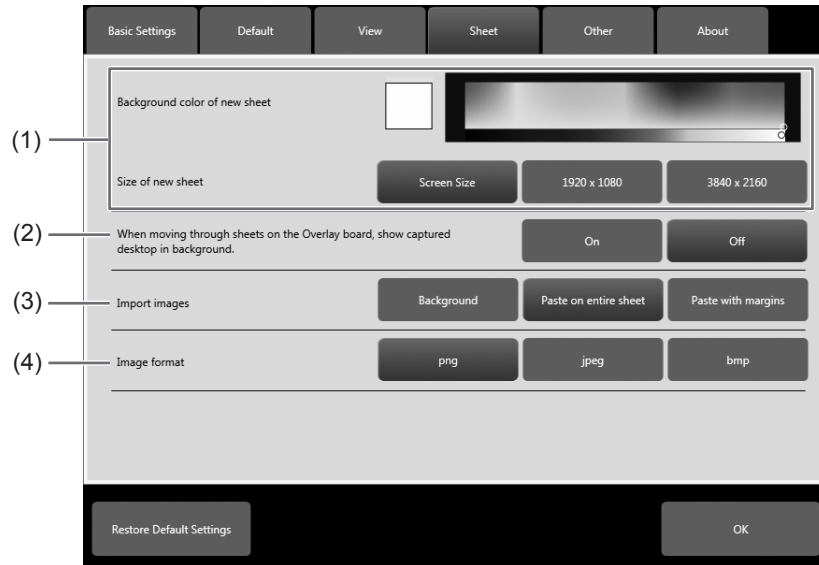 Basic Settings
Default
View
Sheet
Other
About
(1)
Background color of new sheet
Size of new sheet
Screen Size
1920 x 1080
3840 x 2160
(2)
When moving through sheets on the Overlay board, show captured
desktop in background.
On
Off
(3)
Import images
Background
Paste on entire sheet
Paste with margins
(4)
Image format
png
jpeg
bmp
Restore Default Settings
OK